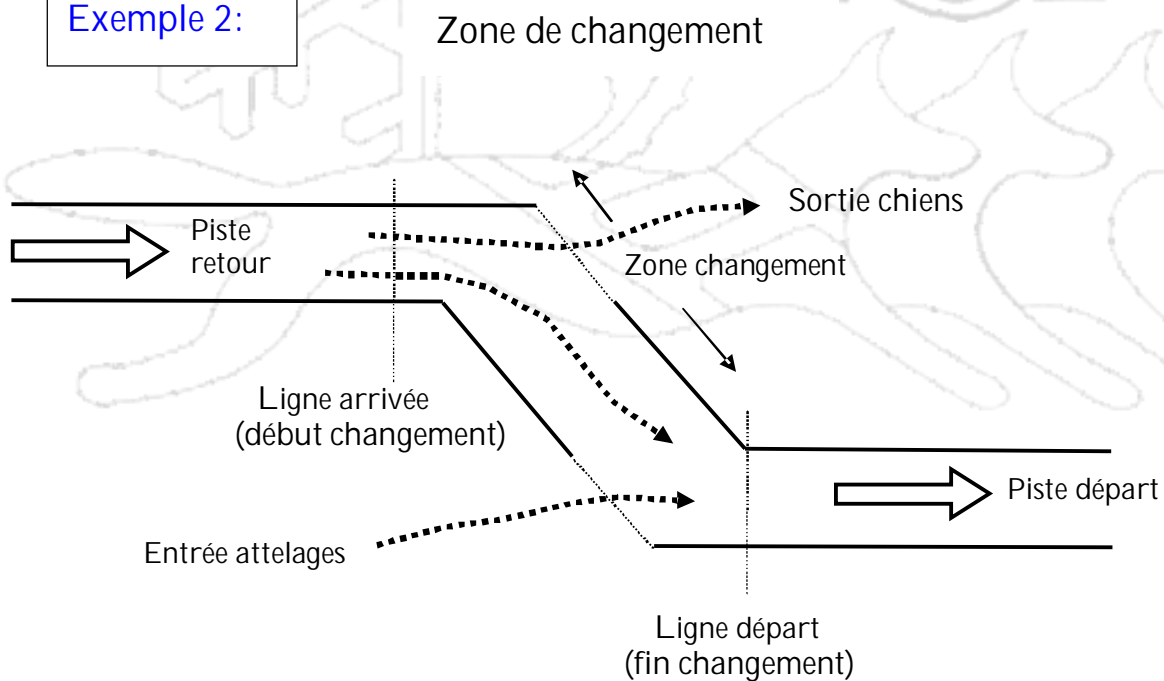 Exemple 2:
Zone de changement
Sortie chiens
Piste
retour
Zone changement
Ligne arrivée
(début changement)
Piste départ
Entrée attelages
Ligne départ
(fin changement)